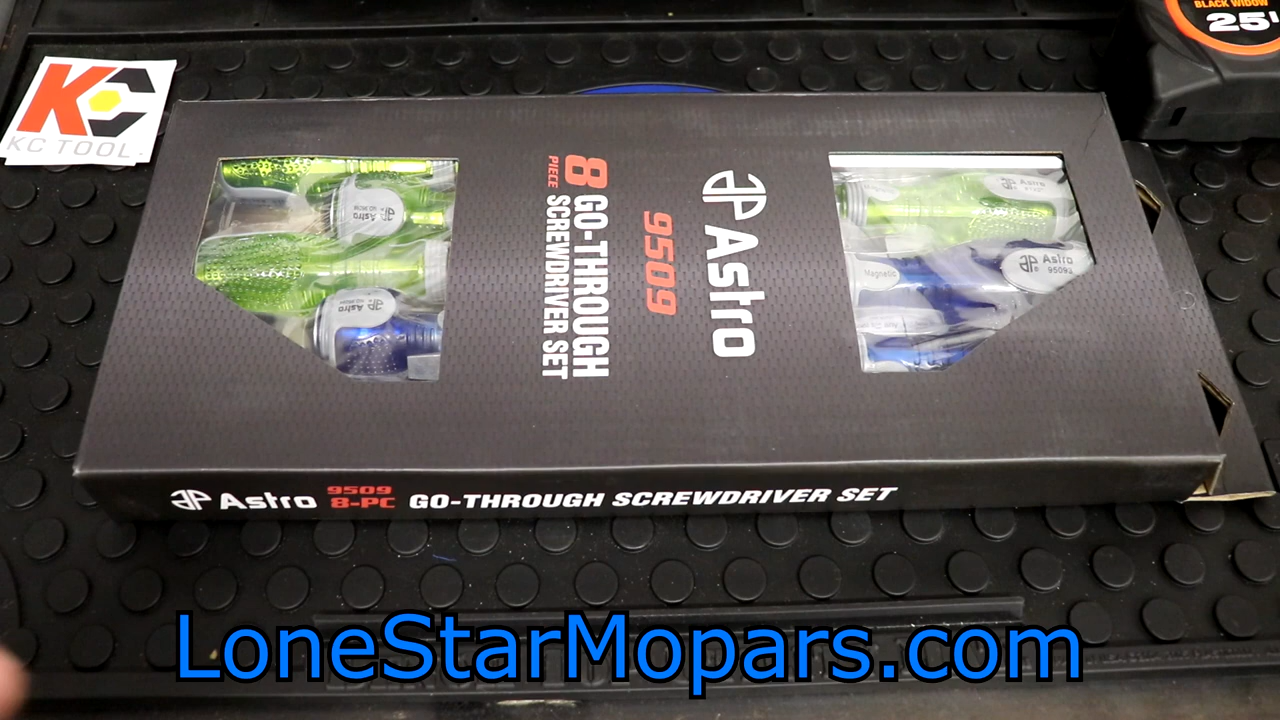 BLACK WIDOW
25'
KC
KC TOOL
8
PIECE
GO-THROUGH
SCREWDRIVER SET
Astro
9509
Astro
Astro
Magnetic
Astro
95092
Astro
9509
8-PC
GO-THROUGH SCREWDRIVER SET
LoneStarMopars.com